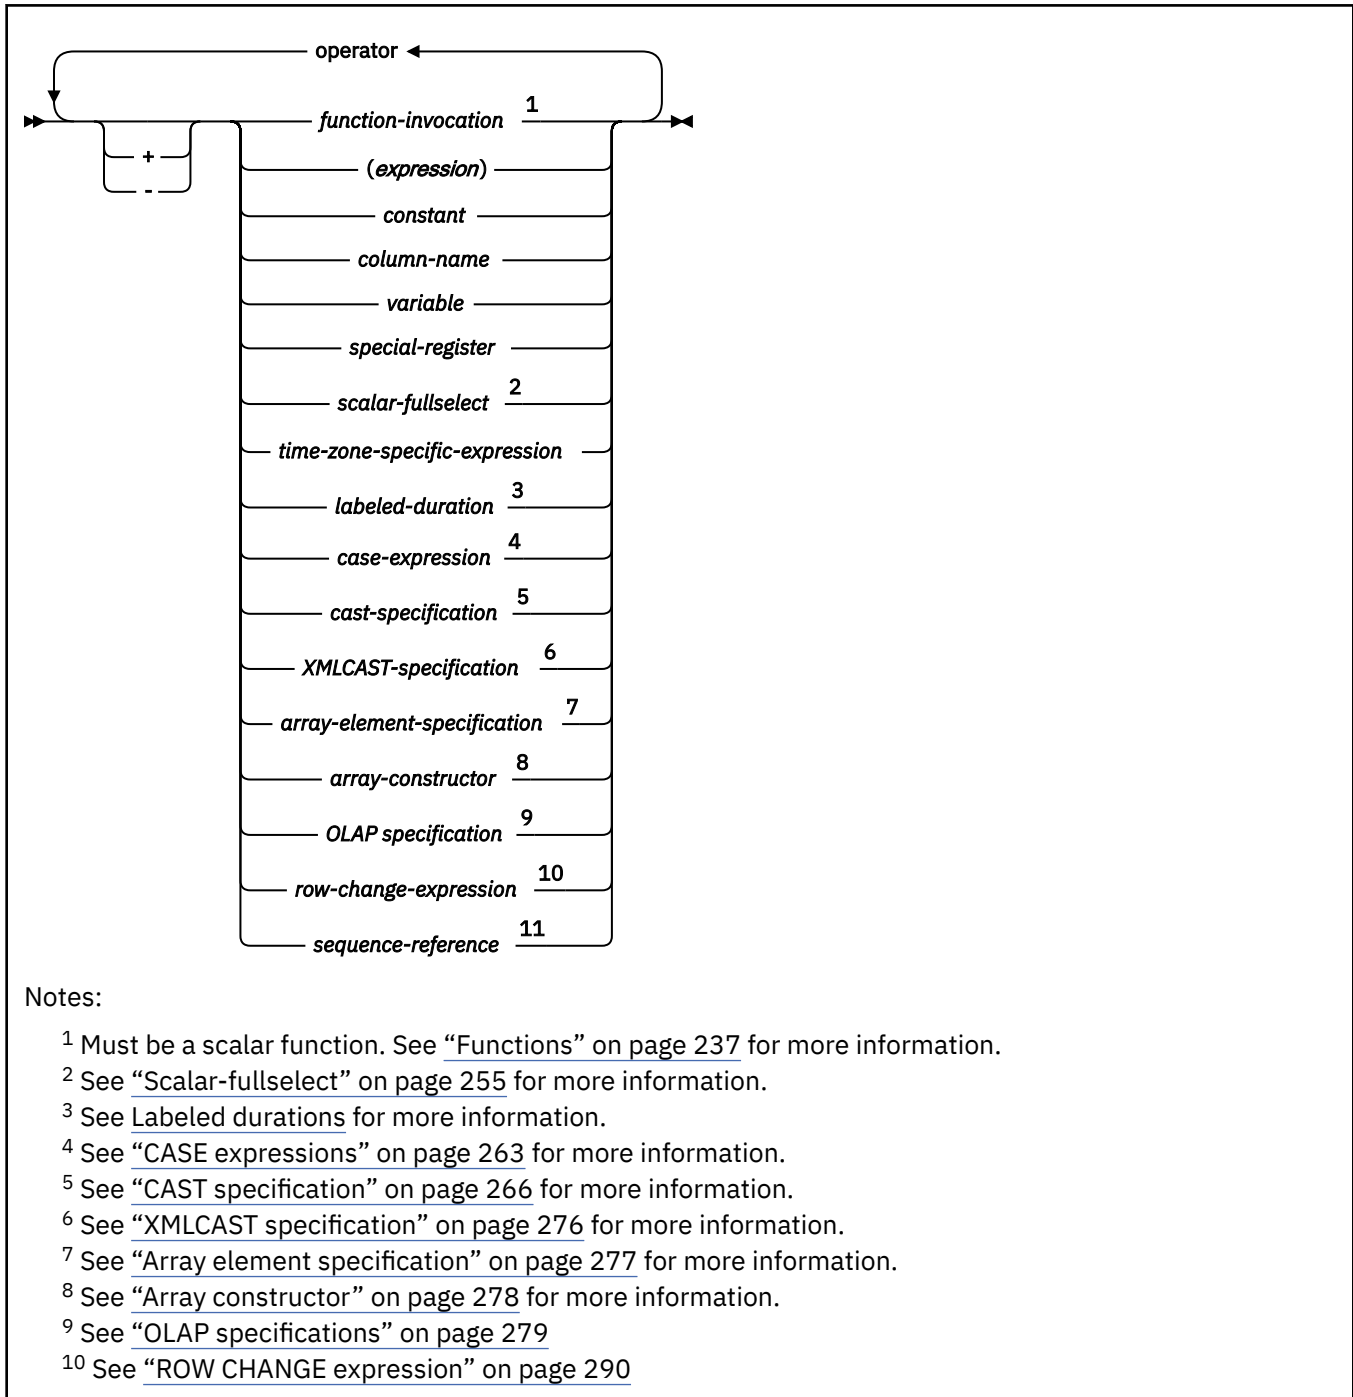 operator
function-invocation 1
+
(expression)
-
constant
column-name
variable
special-register
scalar-fullselect 2
time-zone-specific-expression
labeled-duration 3
case-expression 4
cast-specification 5
XMLCAST-specification 6
array-element-specification 7
array-constructor 8
OLAP specification 9
row-change-expression 10
sequence-reference 11
Notes:
1 Must be a scalar function. See “Functions” on page 237 for more information.
2 See “Scalar-fullselect” on page 255 for more information.
3 See Labeled durations for more information.
4 See “CASE expressions” on page 263 for more information.
5 See “CAST specification” on page 266 for more information.
6 See “XMLCAST specification” on page 276 for more information.
7 See “Array element specification” on page 277 for more information.
8 See “Array constructor” on page 278 for more information.
9 See “OLAP specifications” on page 279
10 See “ROW CHANGE expression” on page 290